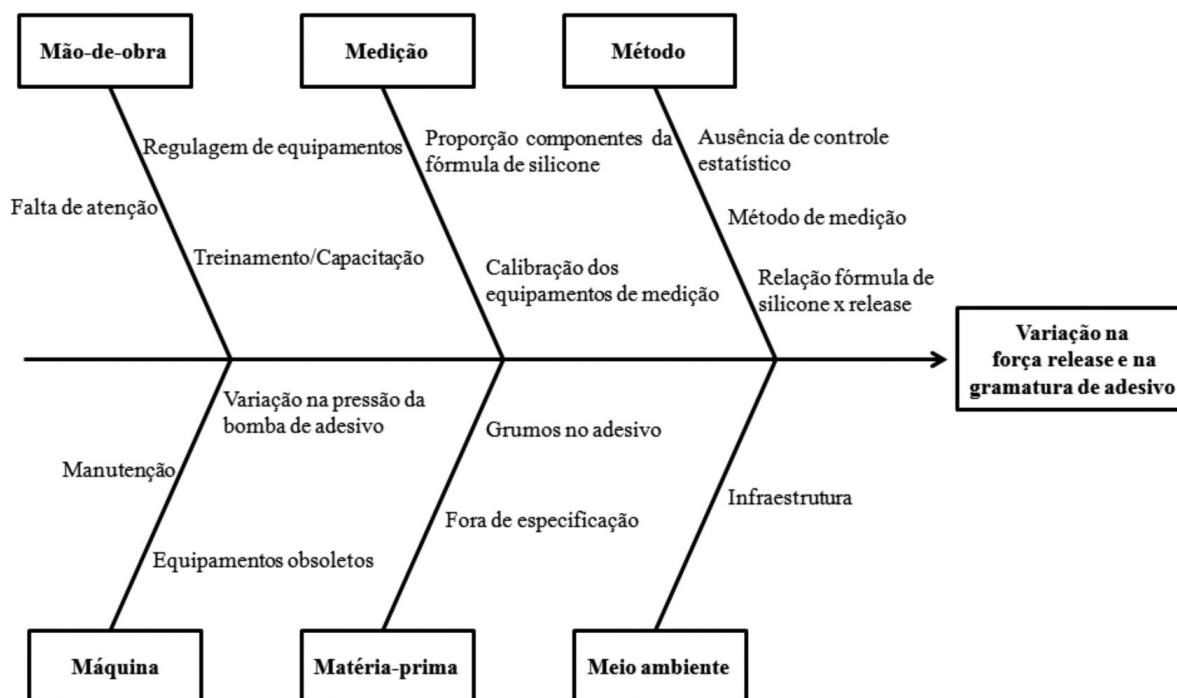 Mão-de-obra
Medição
Método
Regulagem de equipamentos
Falta de atenção
Treinamento/Capacitação
Proporção componentes da
fórmula de silicone
Calibração dos
equipamentos de medição
Ausência de controle
estatístico
Método de medição
Relação fórmula de
silicone x release
Variação na
força release e na
gramatura de adesivo
Variação na pressão da
bomba de adesivo
Manutenção
Equipamentos obsoletos
Grumos no adesivo
Fora de especificação
Infraestrutura
Máquina
Matéria-prima
Meio ambiente